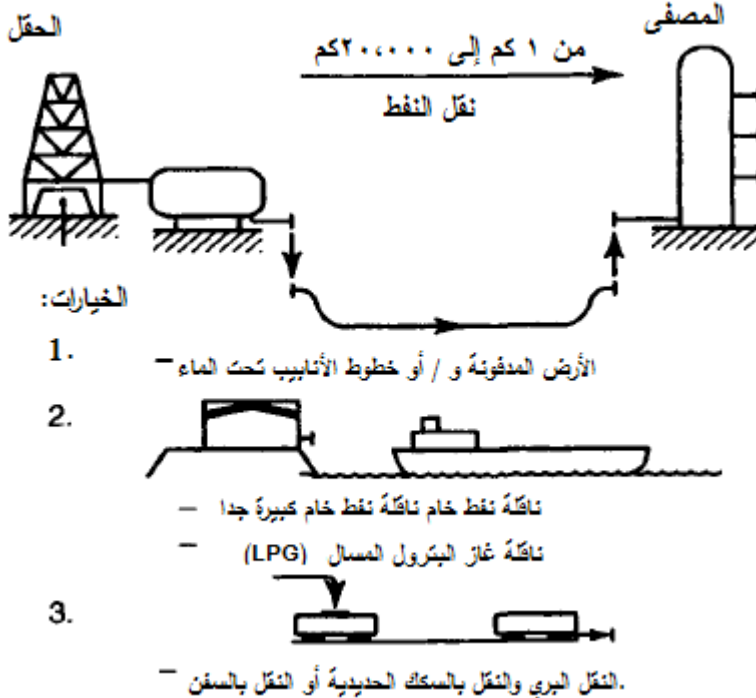 الحقل
المصفى
من ١ كم إلى ٢٠،٠٠٠كم
نقل النفط
الخيارات:
1.
الأرض المدفونة و / أو خطوط الأنابيب تحت الماء –
2.
ناقلة نفط خام ناقلة نفط خام كبيرة جدا –
ناقلة غاز البترول المسال (LPG) –
3.
.النقل البري والنقل بالسكك الحديدية أو النقل بالسفن –